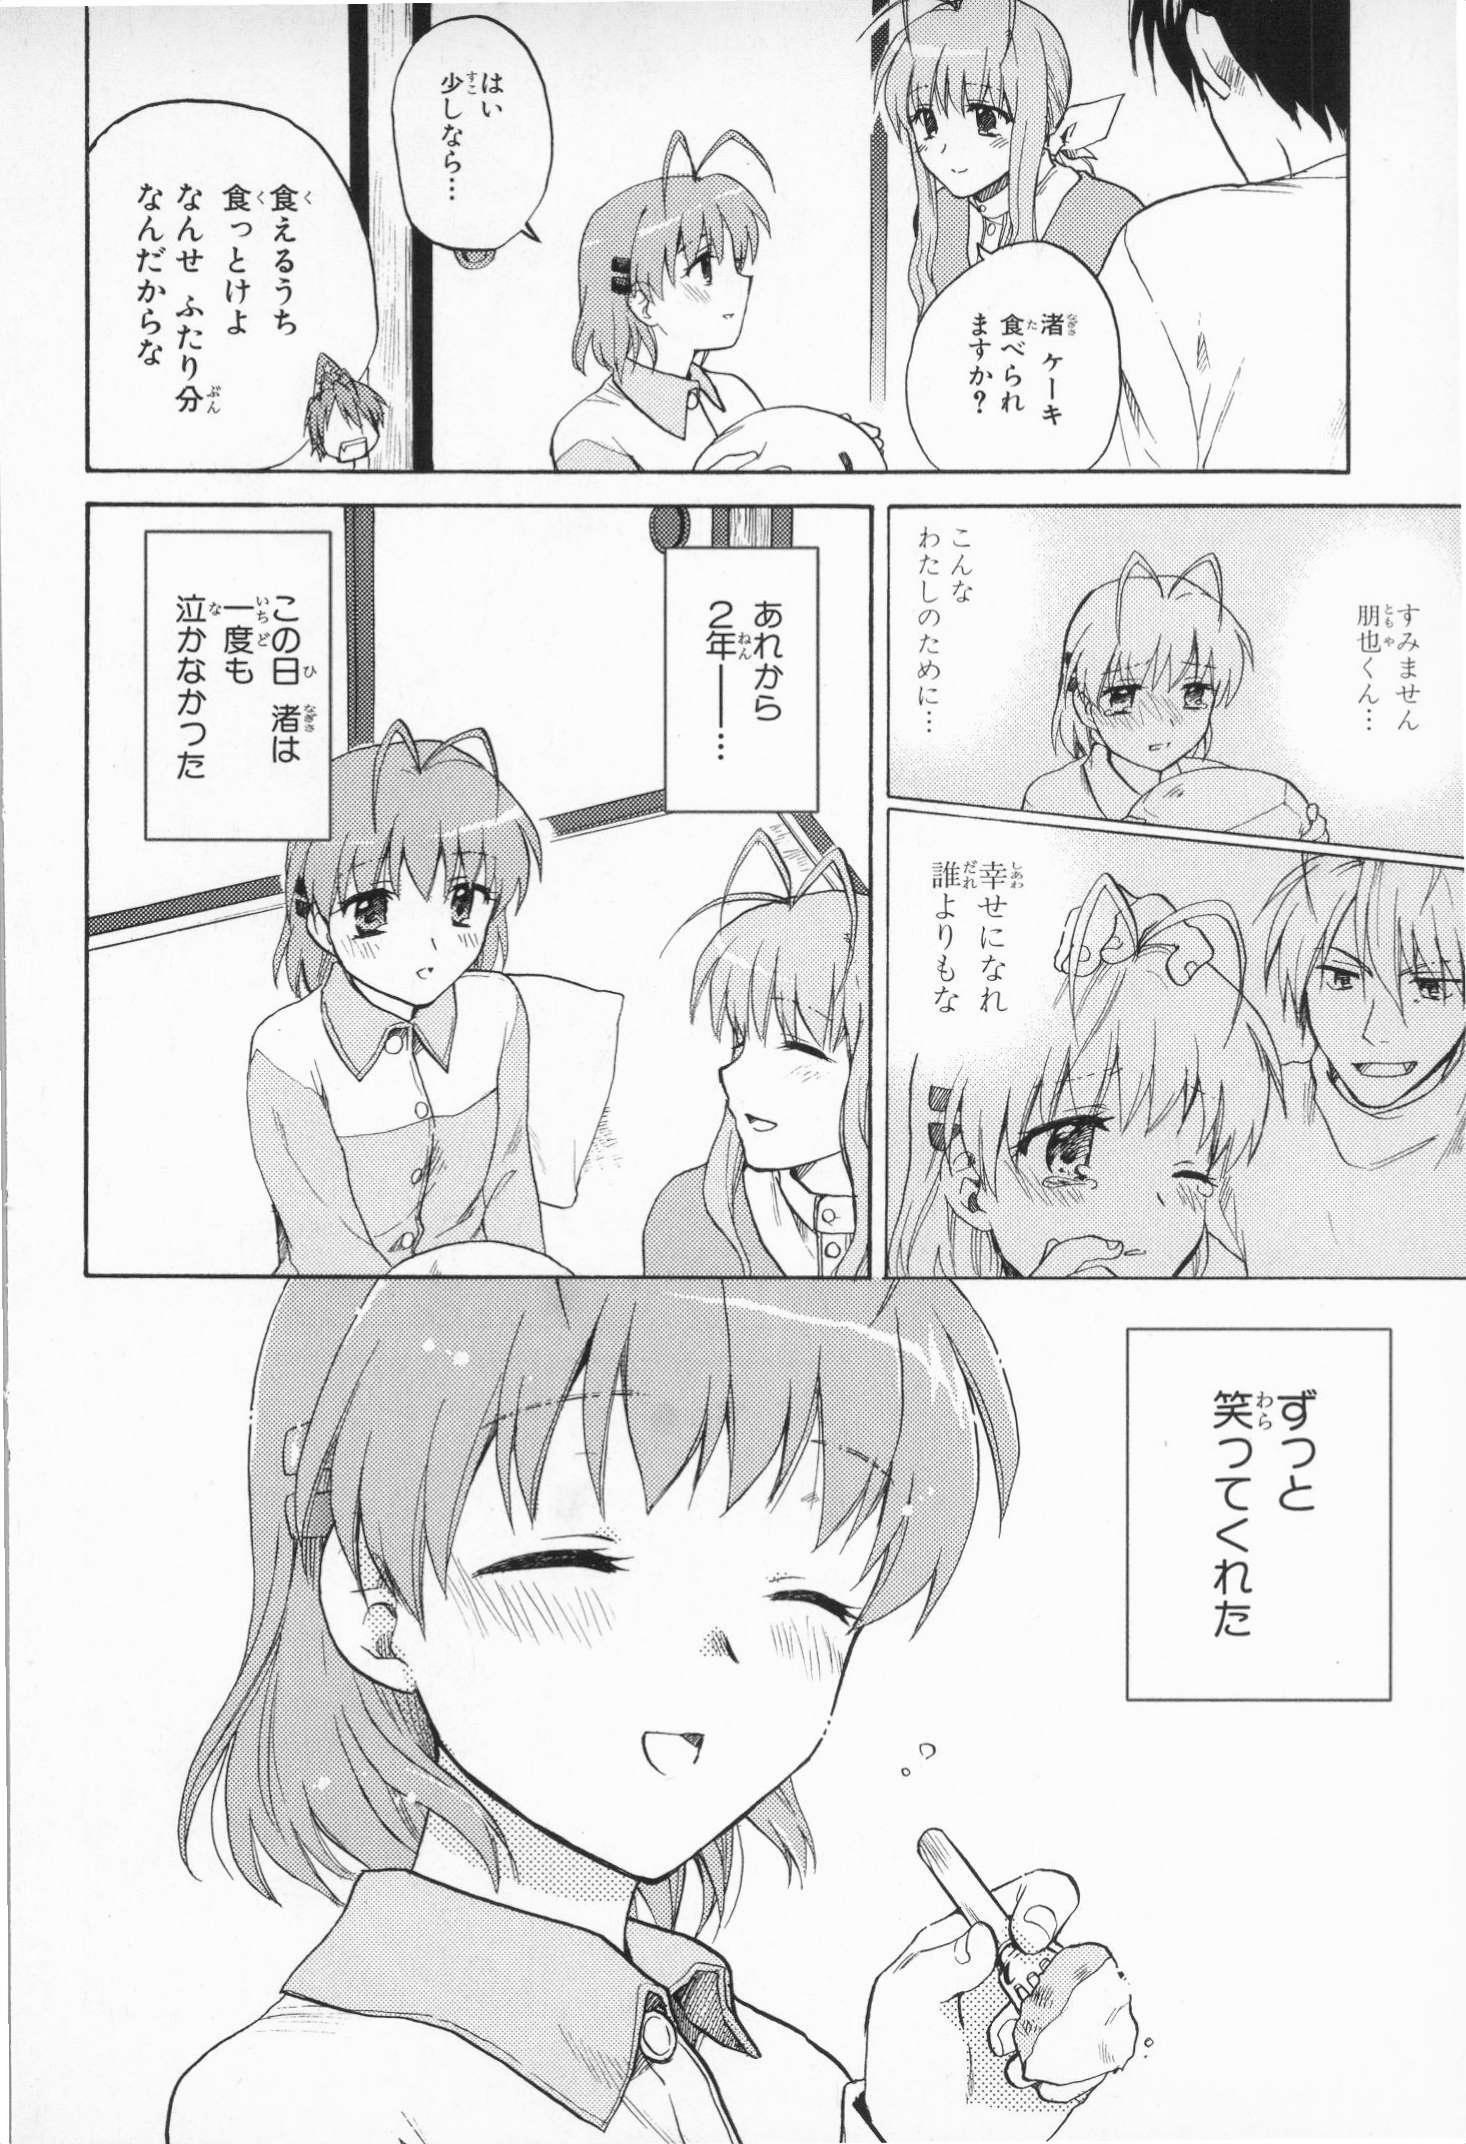 渚 ケーキ
食べられ
ますか?
はい
少しなら…
食えるうち
食っとけよ
なんせ ふたり分
なんだからな
すみません
朋也くん…
こんな
わたしのために…
幸せになれ
誰よりもな
あれから
2年――…
この日 渚は
一度も
泣かなかった
ずっと
笑ってくれた